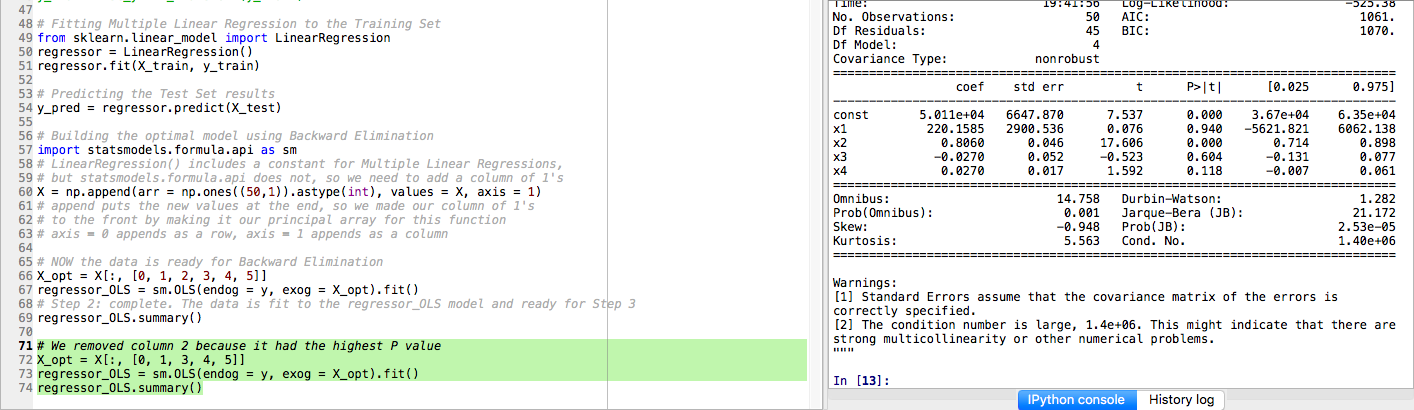 47
48 # Fitting Multiple Linear Regression to the Training Set
49 from sklearn.linear_model import LinearRegression
50 regressor = LinearRegression()
51 regressor.fit(X_train, y_train)
52
53 # Predicting the Test Set results
54 y_pred = regressor.predict(X_test)
55
56 # Building the optimal model using Backward Elimination
57 import statsmodels.formula.api as sm
58 # LinearRegression() includes a constant for Multiple Linear Regressions,
59 # but statsmodels.formula.api does not, so we need to add a column of 1's
60 X = np.append(arr = np.ones((50,1)).astype(int), values = X, axis = 1)
61 # append puts the new values at the end, so we made our column of 1's
62 # to the front by making it our principal array for this function
63 # axis = 0 appends as a row, axis = 1 appends as a column
64
65 # NOW the data is ready for Backward Elimination
66 X_opt = X[:, [0, 1, 2, 3, 4, 5]]
67 regressor_OLS = sm.OLS(endog = y, exog = X_opt).fit()
68 # Step 2: complete. The data is fit to the regressor_OLS model and ready for Step 3
69 regressor_OLS.summary()
70
71 # We removed column 2 because it had the highest P value
72 X_opt = X[:, [0, 1, 3, 4, 5]]
73 regressor_OLS = sm.OLS(endog = y, exog = X_opt).fit()
74 regressor_OLS.summary()
Time: 19:41:56 Log-Likelihood: -525.38
No. Observations: 50 AIC: 1061.
Df Residuals: 45 BIC: 1070.
Df Model: 4
Covariance Type: nonrobust
==============================================================================
coef std err t P>|t| [0.025 0.975]
------------------------------------------------------------------------------
const 5.011e+04 6647.870 7.537 0.000 3.67e+04 6.35e+04
x1 220.1585 2900.536 0.076 0.940 -5621.821 6062.138
x2 0.8060 0.046 17.606 0.000 0.714 0.898
x3 -0.0270 0.052 -0.523 0.604 -0.131 0.077
x4 0.0270 0.017 1.592 0.118 -0.007 0.061
==============================================================================
Omnibus: 14.758 Durbin-Watson: 1.282
Prob(Omnibus): 0.001 Jarque-Bera (JB): 21.172
Skew: -0.948 Prob(JB): 2.53e-05
Kurtosis: 5.563 Cond. No. 1.40e+06
==============================================================================
Warnings:
[1] Standard Errors assume that the covariance matrix of the errors is
correctly specified.
[2] The condition number is large, 1.4e+06. This might indicate that there are
strong multicollinearity or other numerical problems.
"""
In [13]:
IPython console History log